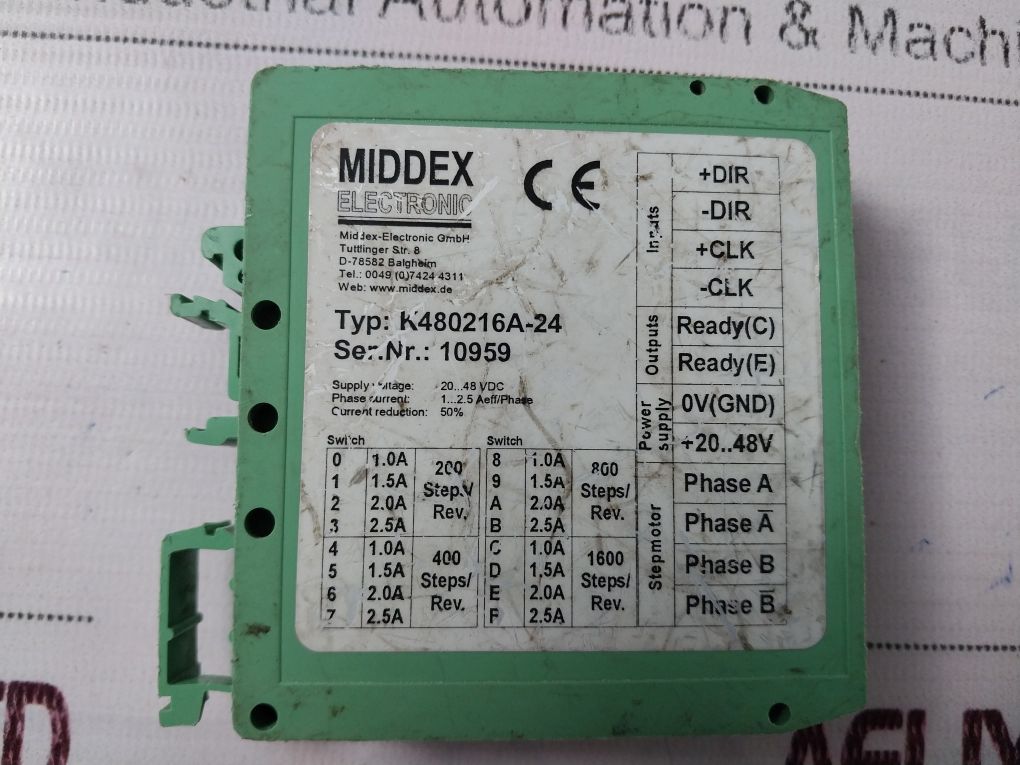 Industrial Automation & Machi
MIDDEX
ELECTRONIC
Middex-Electronic GmbH
Tuttlinger Str. 8
D-78582 Balgheim
Tel.: 0049 (0)7424 4311
Web: www.middex.de
CE
Typ: K480216A-24
Ser.Nr.: 10959
Supply voltage: 20...48 VDC
Phase current: 1...2.5 Aeff/Phase
Current reduction: 50%
Switch
0 1.0A
1 1.5A
2 2.0A
3 2.5A
200 Steps/ Rev.
4 1.0A
5 1.5A
6 2.0A
7 2.5A
400 Steps/ Rev.
Switch
8 1.0A
9 1.5A
A 2.0A
B 2.5A
800 Steps/ Rev.
C 1.0A
D 1.5A
E 2.0A
F 2.5A
1600 Steps/ Rev.
Inputs
+DIR
-DIR
+CLK
-CLK
Outputs
Ready(C)
Ready(E)
Power supply
0V(GND)
+20..48V
Stepmotor
Phase A
Phase A̅
Phase B
Phase B̅